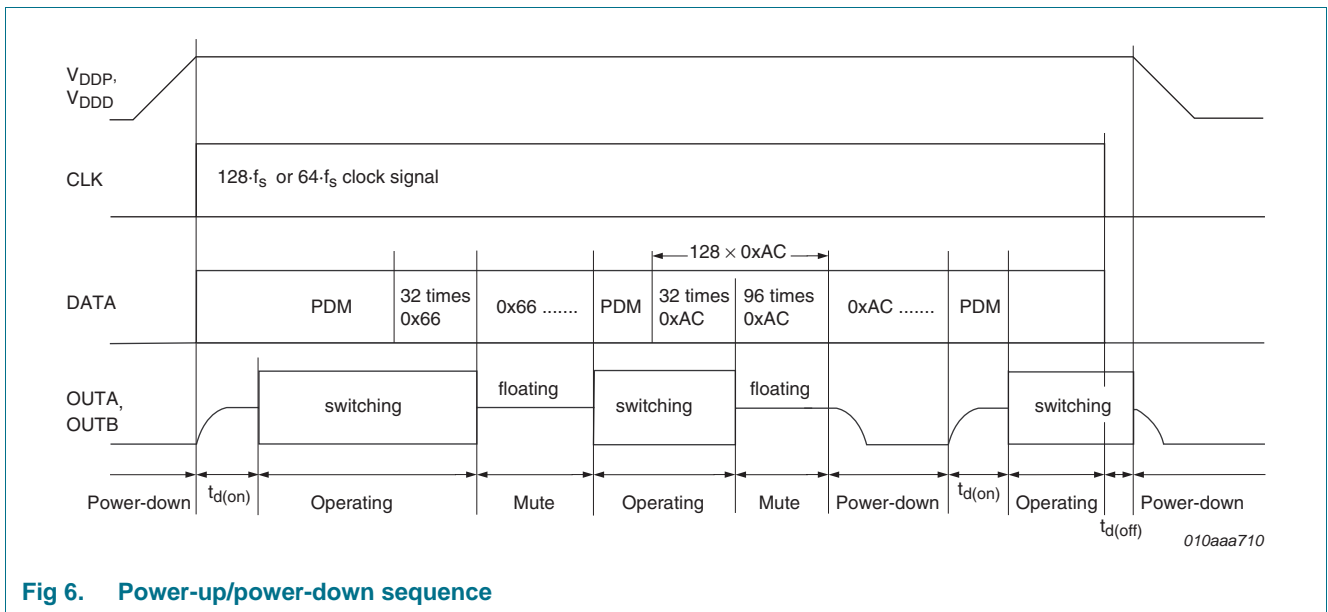 VDDP,
VDDD
CLK
128·fs or 64·fs clock signal
128 × 0xAC
DATA
PDM
32 times
0x66
0x66 .......
PDM
32 times
0xAC
96 times
0xAC
0xAC .......
PDM
OUTA,
OUTB
switching
floating
switching
floating
switching
Power-down
td(on)
Operating
Mute
Operating
Mute
Power-down
td(on)
Operating
td(off)
Power-down
010aaa710
Fig 6. Power-up/power-down sequence